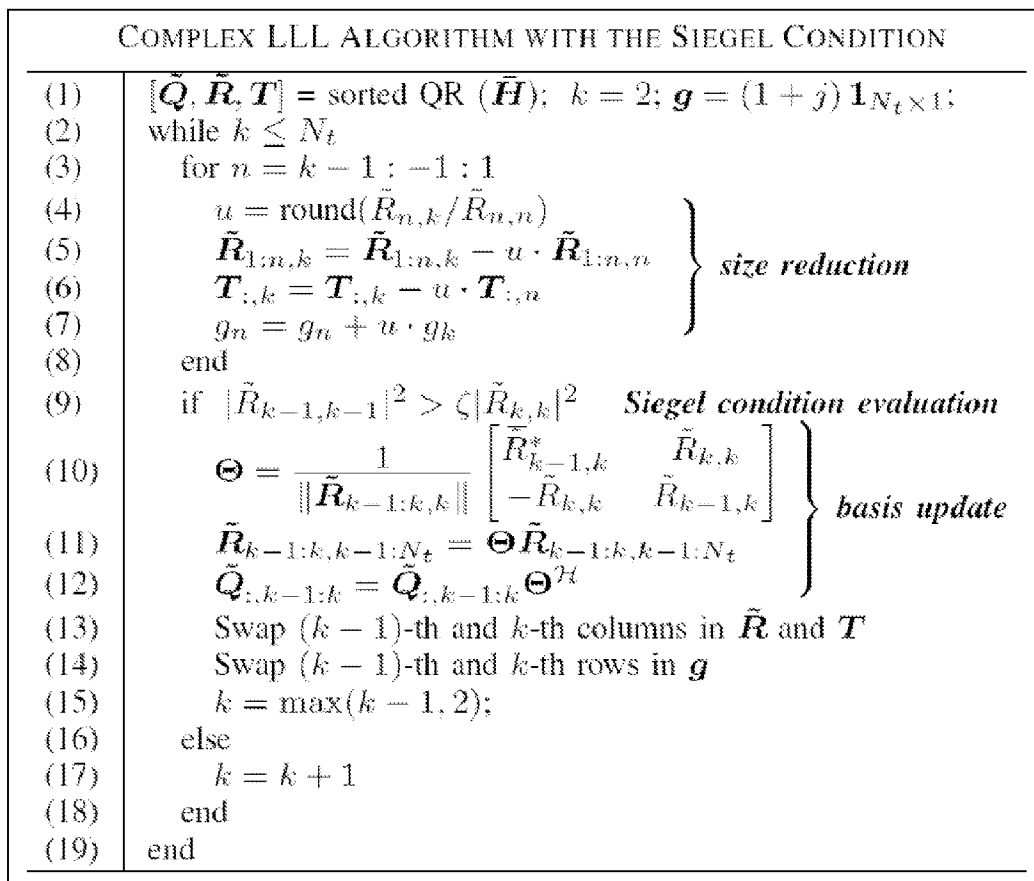 COMPLEX LLL ALGORITHM WITH THE SIEGEL CONDITION
(1) [Q̃, R̃, T] = sorted QR (H̄); k = 2; g = (1 + j) 1_{N_t×1};
(2) while k ≤ N_t
(3) for n = k − 1 : −1 : 1
(4) u = round(R̃_{n,k}/R̃_{n,n})
(5) R̃_{1:n,k} = R̃_{1:n,k} − u · R̃_{1:n,n}
size reduction
(6) T_{:,k} = T_{:,k} − u · T_{:,n}
(7) g_n = g_n + u · g_k
(8) end
(9) if |R̃_{k−1,k−1}|² > ζ|R̃_{k,k}|² Siegel condition evaluation
(10) Θ = 1 / ‖R̃_{k−1:k,k}‖ [R̃*_{k−1,k} R̃_{k,k}
−R̃_{k,k} R̃_{k−1,k}]
basis update
(11) R̃_{k−1:k,k−1:N_t} = ΘR̃_{k−1:k,k−1:N_t}
(12) Q̃_{:,k−1:k} = Q̃_{:,k−1:k}Θ^ℋ
(13) Swap (k − 1)-th and k-th columns in R̃ and T
(14) Swap (k − 1)-th and k-th rows in g
(15) k = max(k − 1, 2);
(16) else
(17) k = k + 1
(18) end
(19) end